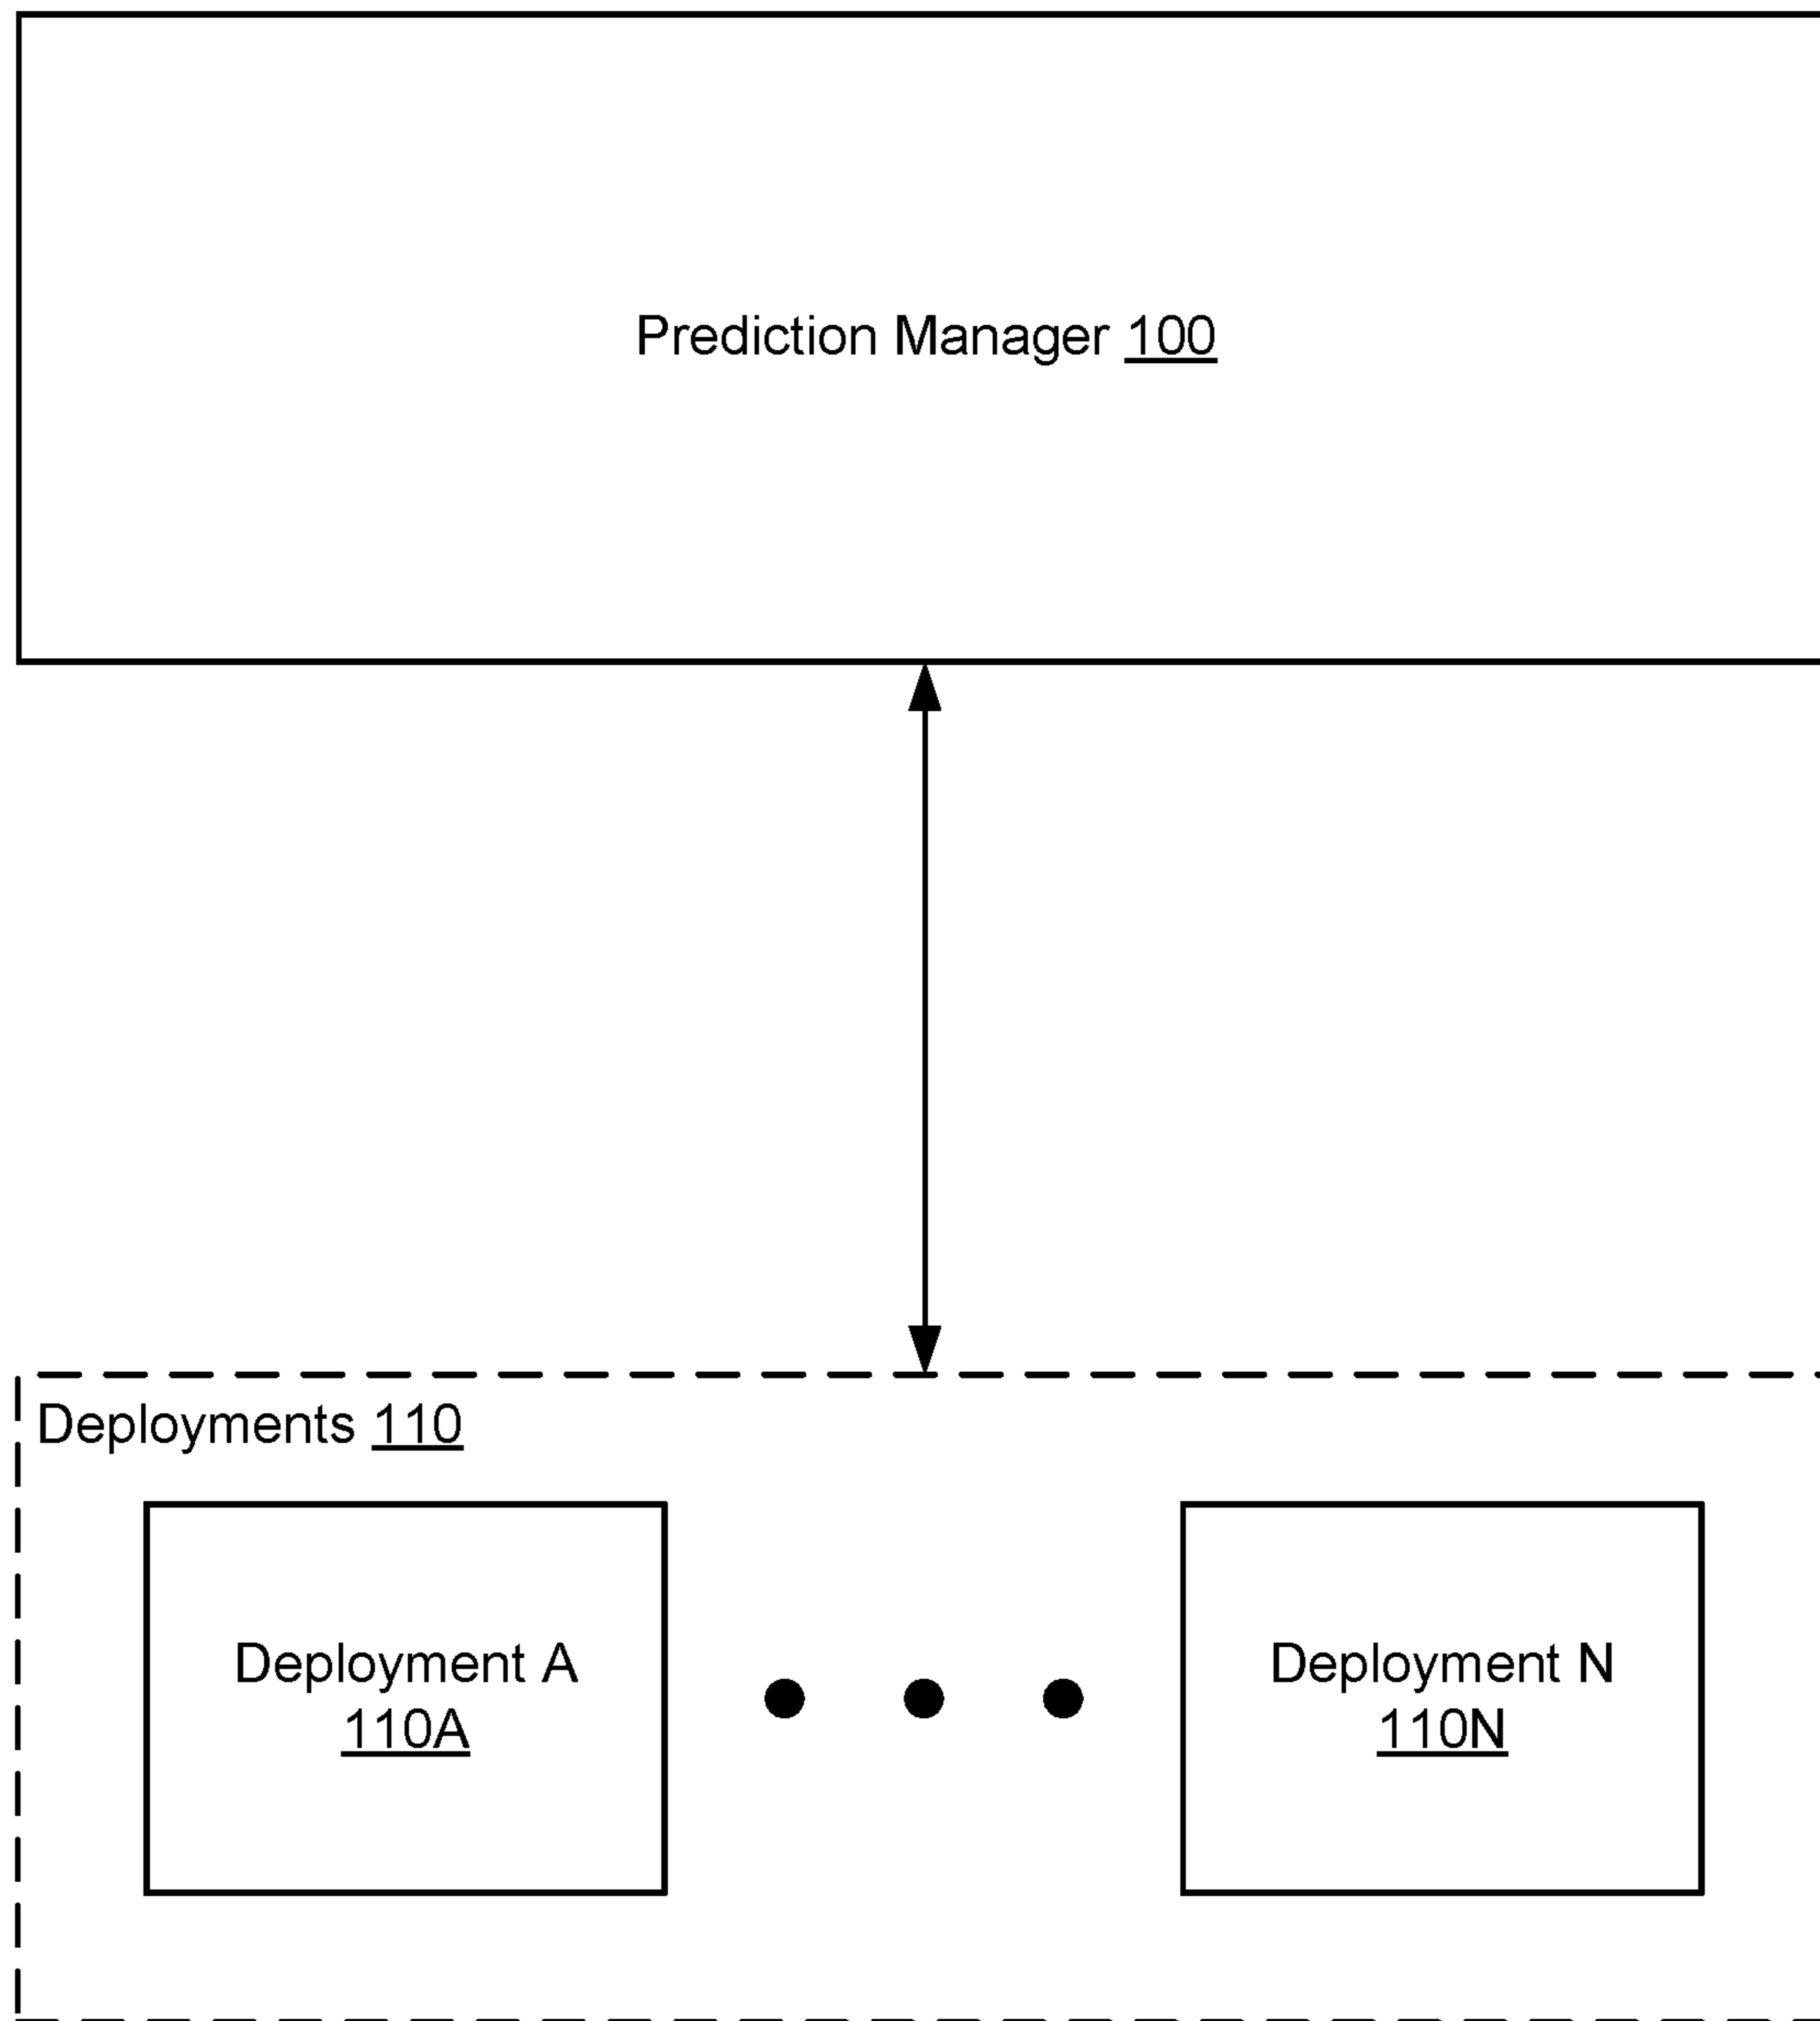 Prediction Manager 100
Deployments 110
Deployment A
110A
Deployment N
110N